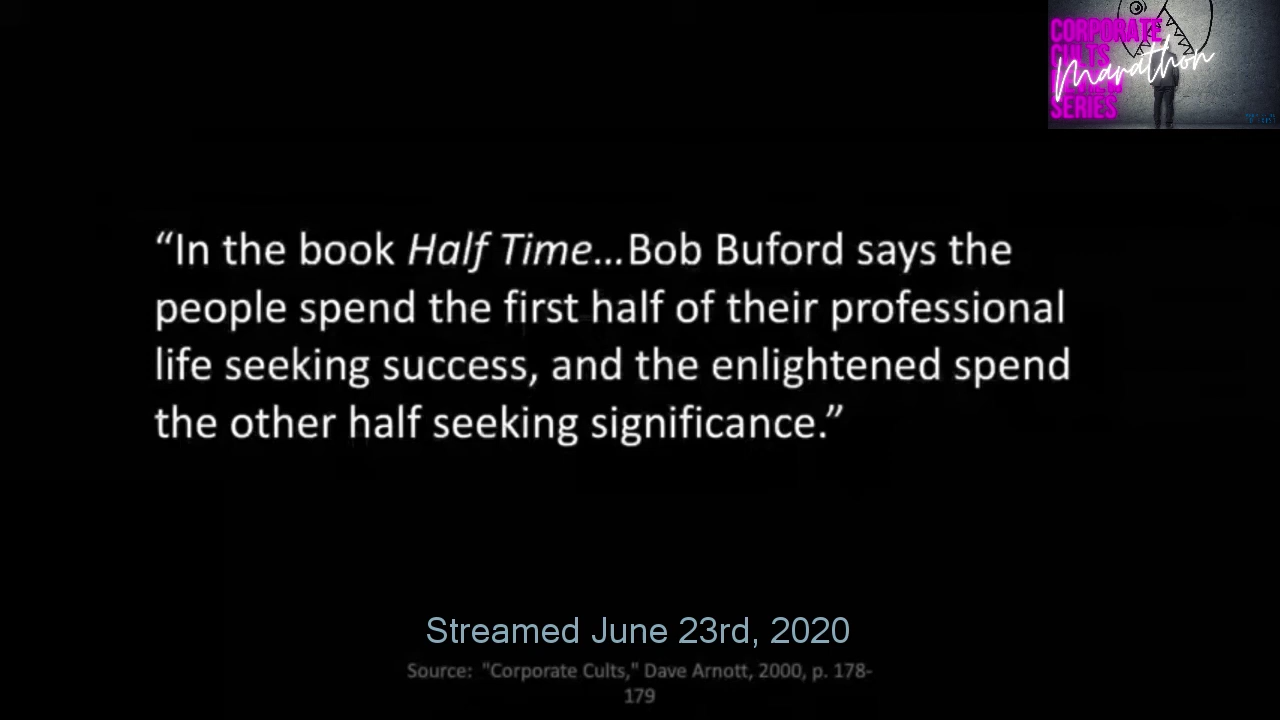 CORPORATE
CULTS
Marathon
SERIES
“In the book Half Time...Bob Buford says the
people spend the first half of their professional
life seeking success, and the enlightened spend
the other half seeking significance.”
Streamed June 23rd, 2020
Source: "Corporate Cults," Dave Arnott, 2000, p. 178-
179